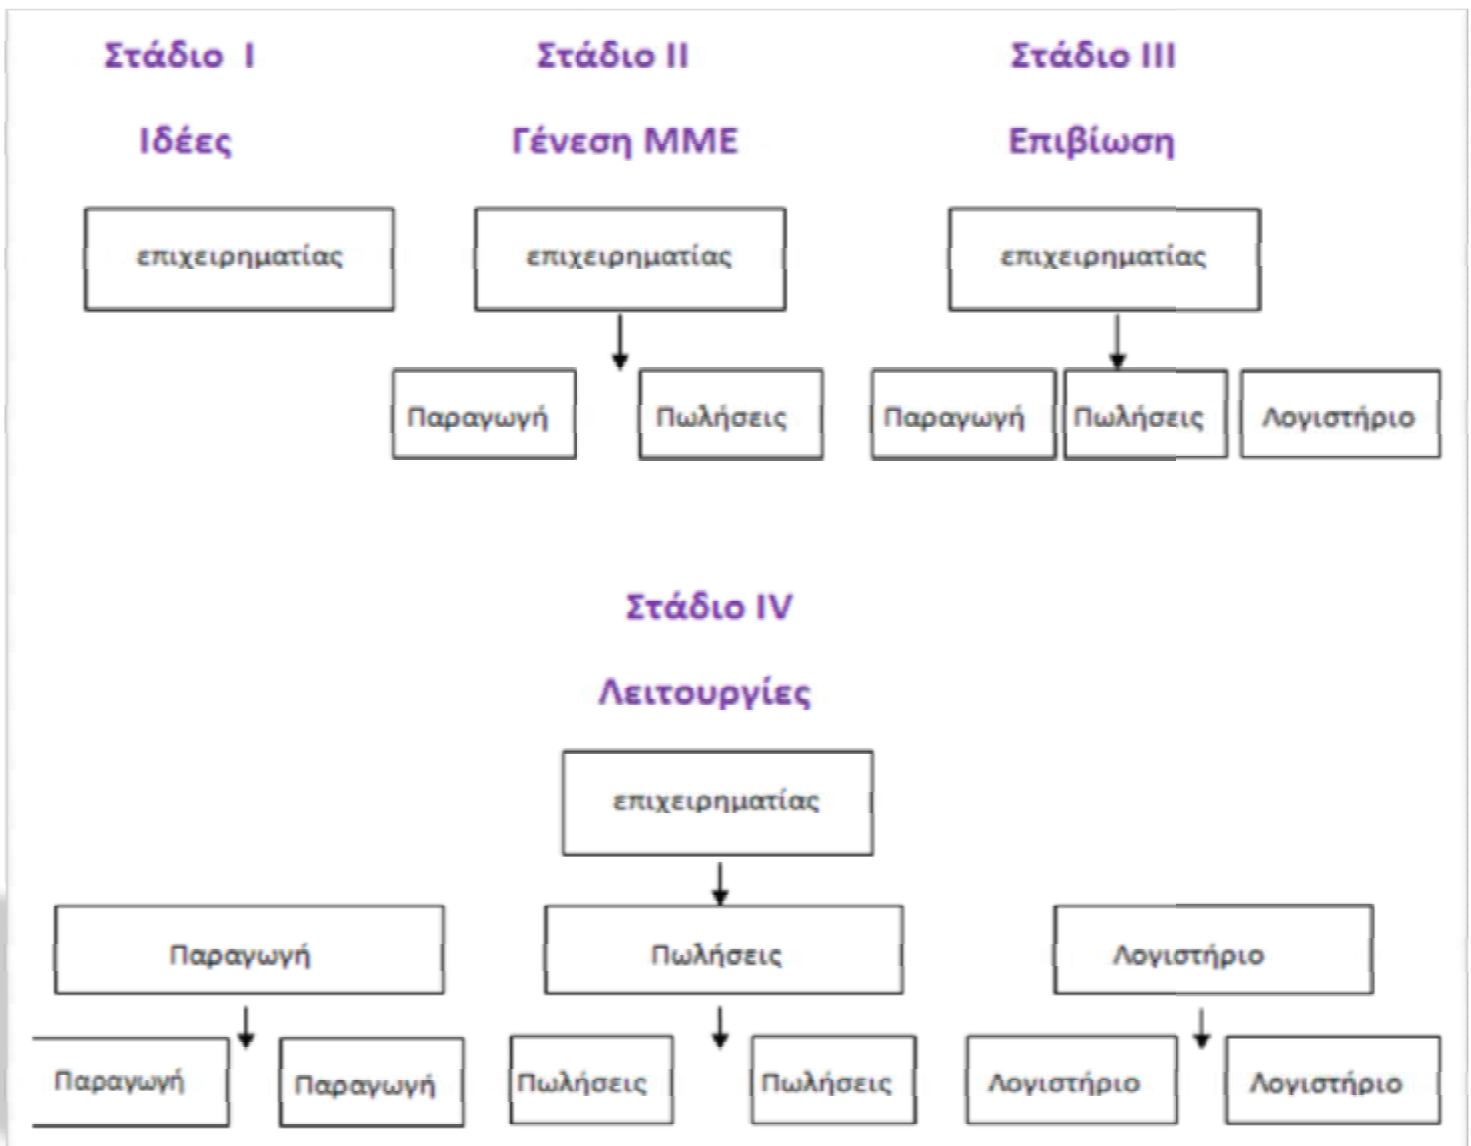 Στάδιο I
Στάδιο II
Στάδιο III
Ιδέες
Γένεση ΜΜΕ
Επιβίωση
επιχειρηματίας
επιχειρηματίας
επιχειρηματίας
Παραγωγή
Πωλήσεις
Παραγωγή
Πωλήσεις
Λογιστήριο
Στάδιο IV
Λειτουργίες
επιχειρηματίας
Παραγωγή
Πωλήσεις
Λογιστήριο
Παραγωγή
Παραγωγή
Πωλήσεις
Πωλήσεις
Λογιστήριο
Λογιστήριο